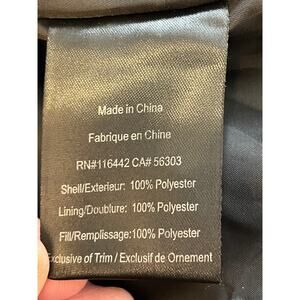 Made in China
Fabrique en Chine
RN#116442 CA# 56303
Shell/Exterieur: 100% Polyester
Lining/Doublure: 100% Polyester
Fill/Remplissage:100% Polyester
Exclusive of Trim / Exclusif de Ornement